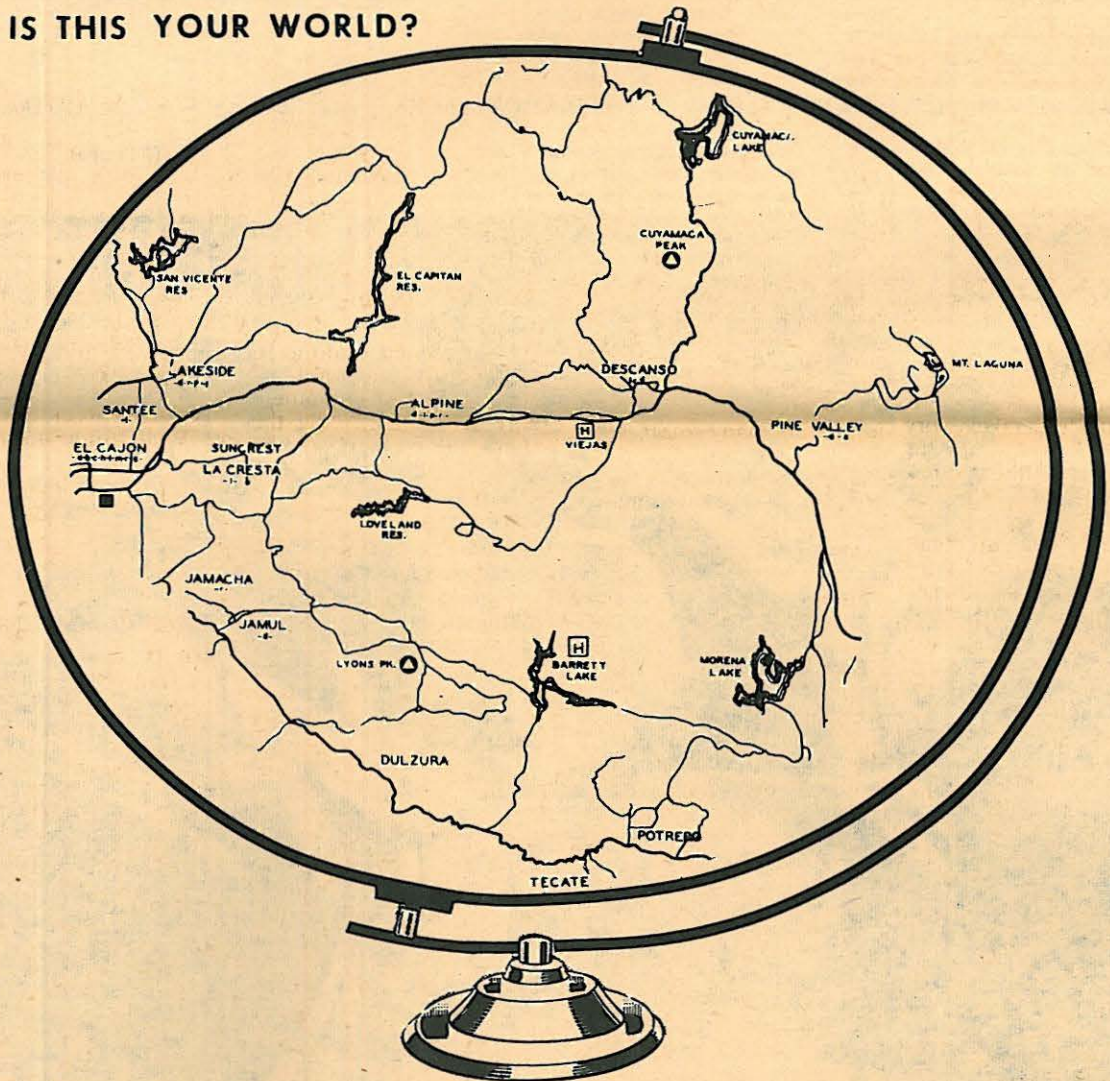 IS THIS YOUR WORLD?
CUYAMACA
LAKE
CUYAMACA
PEAK
SAN VICENTE
RES
EL CAPITAN
RES.
LAKESIDE
DESCANSO
MT. LAGUNA
SANTEE
ALPINE
PINE VALLEY
H
VIEJAS
EL CAJON
SUNCREST
LA CRESTA
LOVELAND
RES.
JAMACHA
JAMUL
LYONS PK.
H
BARRETT
LAKE
MORENA
LAKE
DULZURA
POTRERO
TECATE